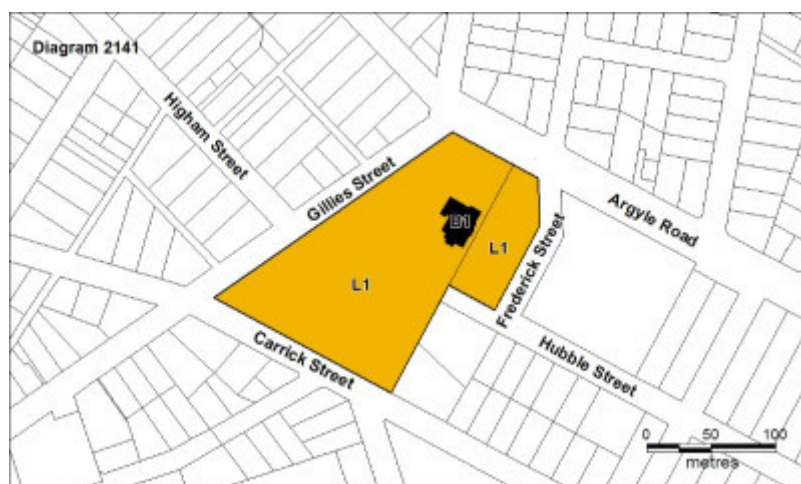 Diagram 2141
Higham Street
Gillies Street
Argyle Road
B1
L1
Frederick Street
L1
Carrick Street
Hubble Street
0 50 100
metres